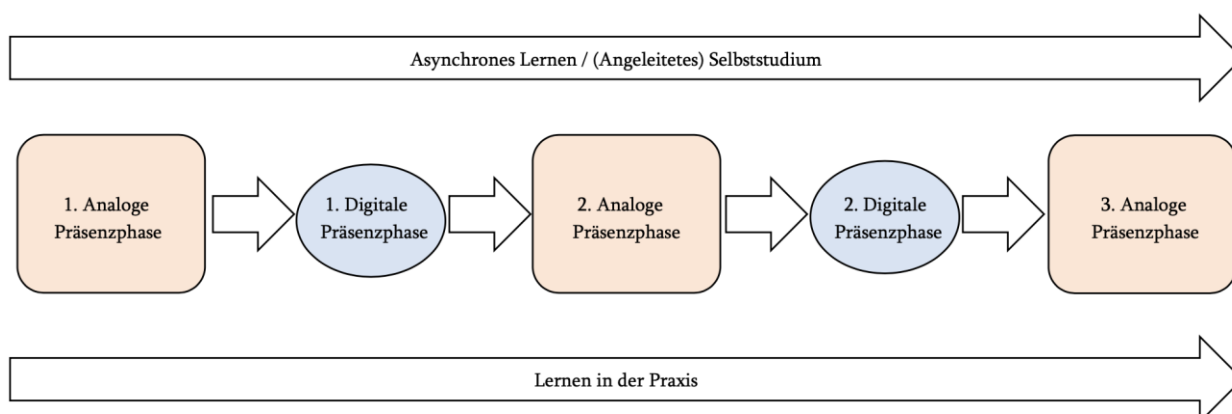 Asynchrones Lernen / (Angeleitetes) Selbststudium
1. Analoge
Präsenzphase
1. Digitale
Präsenzphase
2. Analoge
Präsenzphase
2. Digitale
Präsenzphase
3. Analoge
Präsenzphase
Lernen in der Praxis